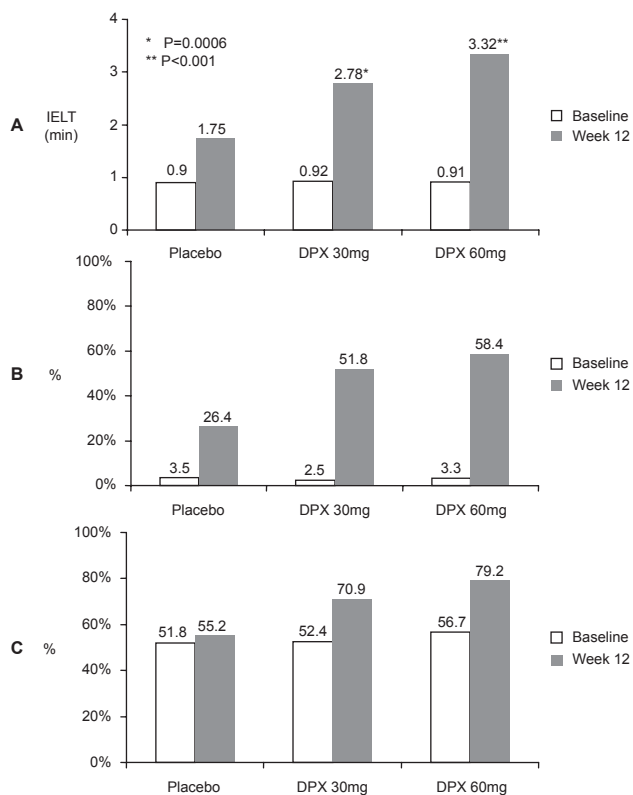 4
* P=0.0006
** P<0.001
3.32**
3
2.78*
A
IELT
(min)
Baseline
Week 12
2
1.75
1
0.9
0.92
0.91
0
Placebo
DPX 30mg
DPX 60mg
100%
80%
60%
58.4
51.8
B
%
Baseline
Week 12
40%
26.4
20%
3.5
2.5
3.3
0%
Placebo
DPX 30mg
DPX 60mg
100%
80%
79.2
70.9
60%
51.8
55.2
52.4
56.7
C
%
Baseline
Week 12
40%
20%
0%
Placebo
DPX 30mg
DPX 60mg